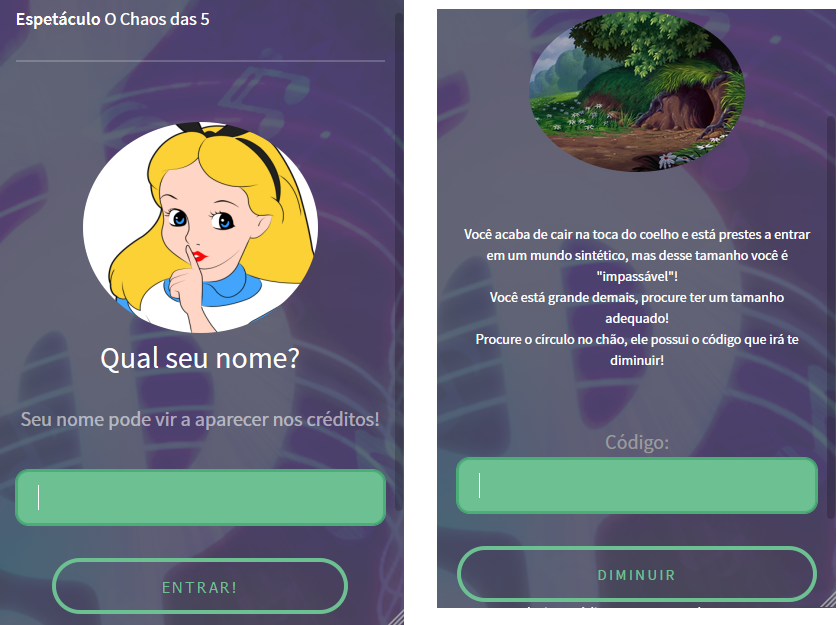 Espetáculo O Chaos das 5
Qual seu nome?
Seu nome pode vir a aparecer nos créditos!
ENTRAR!
Você acaba de cair na toca do coelho e está prestes a entrar
em um mundo sintético, mas desse tamanho você é
"impassável"!
Você está grande demais, procure ter um tamanho
adequado!
Procure o círculo no chão, ele possui o código que irá te
diminuir!
Código:
DIMINUIR